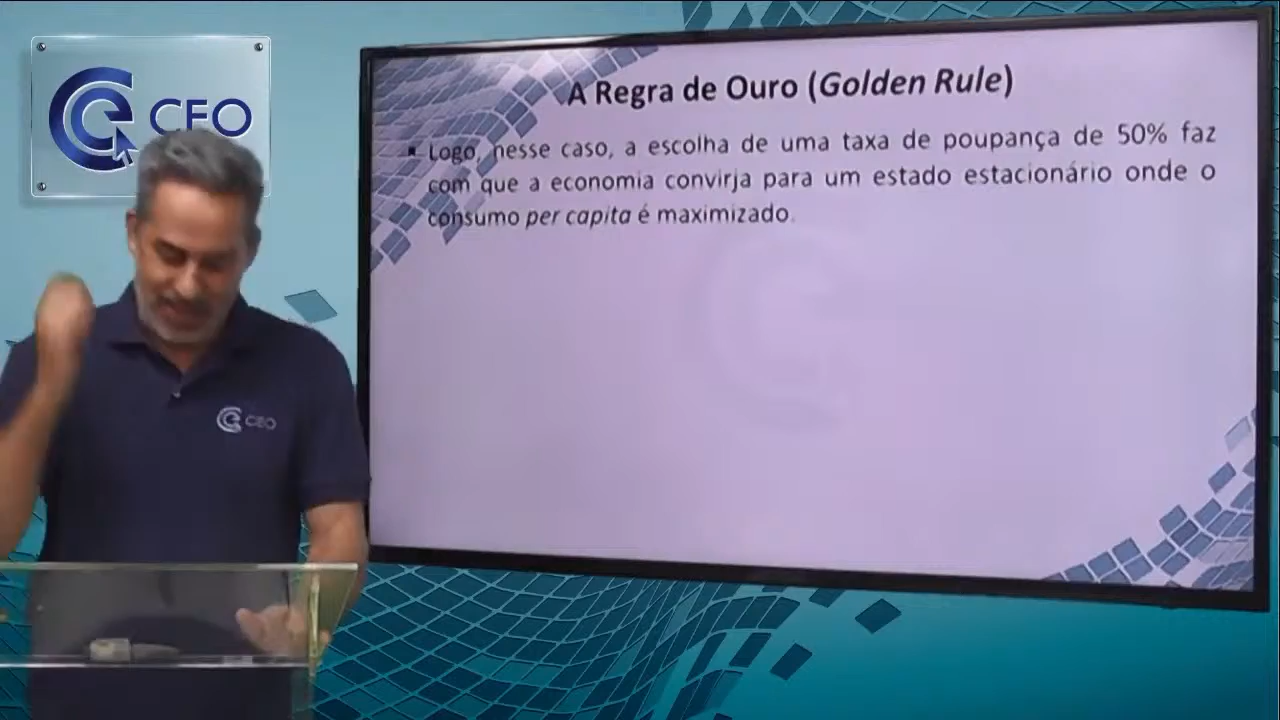 CEO
A Regra de Ouro (Golden Rule)
Logo, nesse caso, a escolha de uma taxa de poupança de 50% faz
com que a economia convirja para um estado estacionário onde o
consumo per capita é maximizado.
CEO